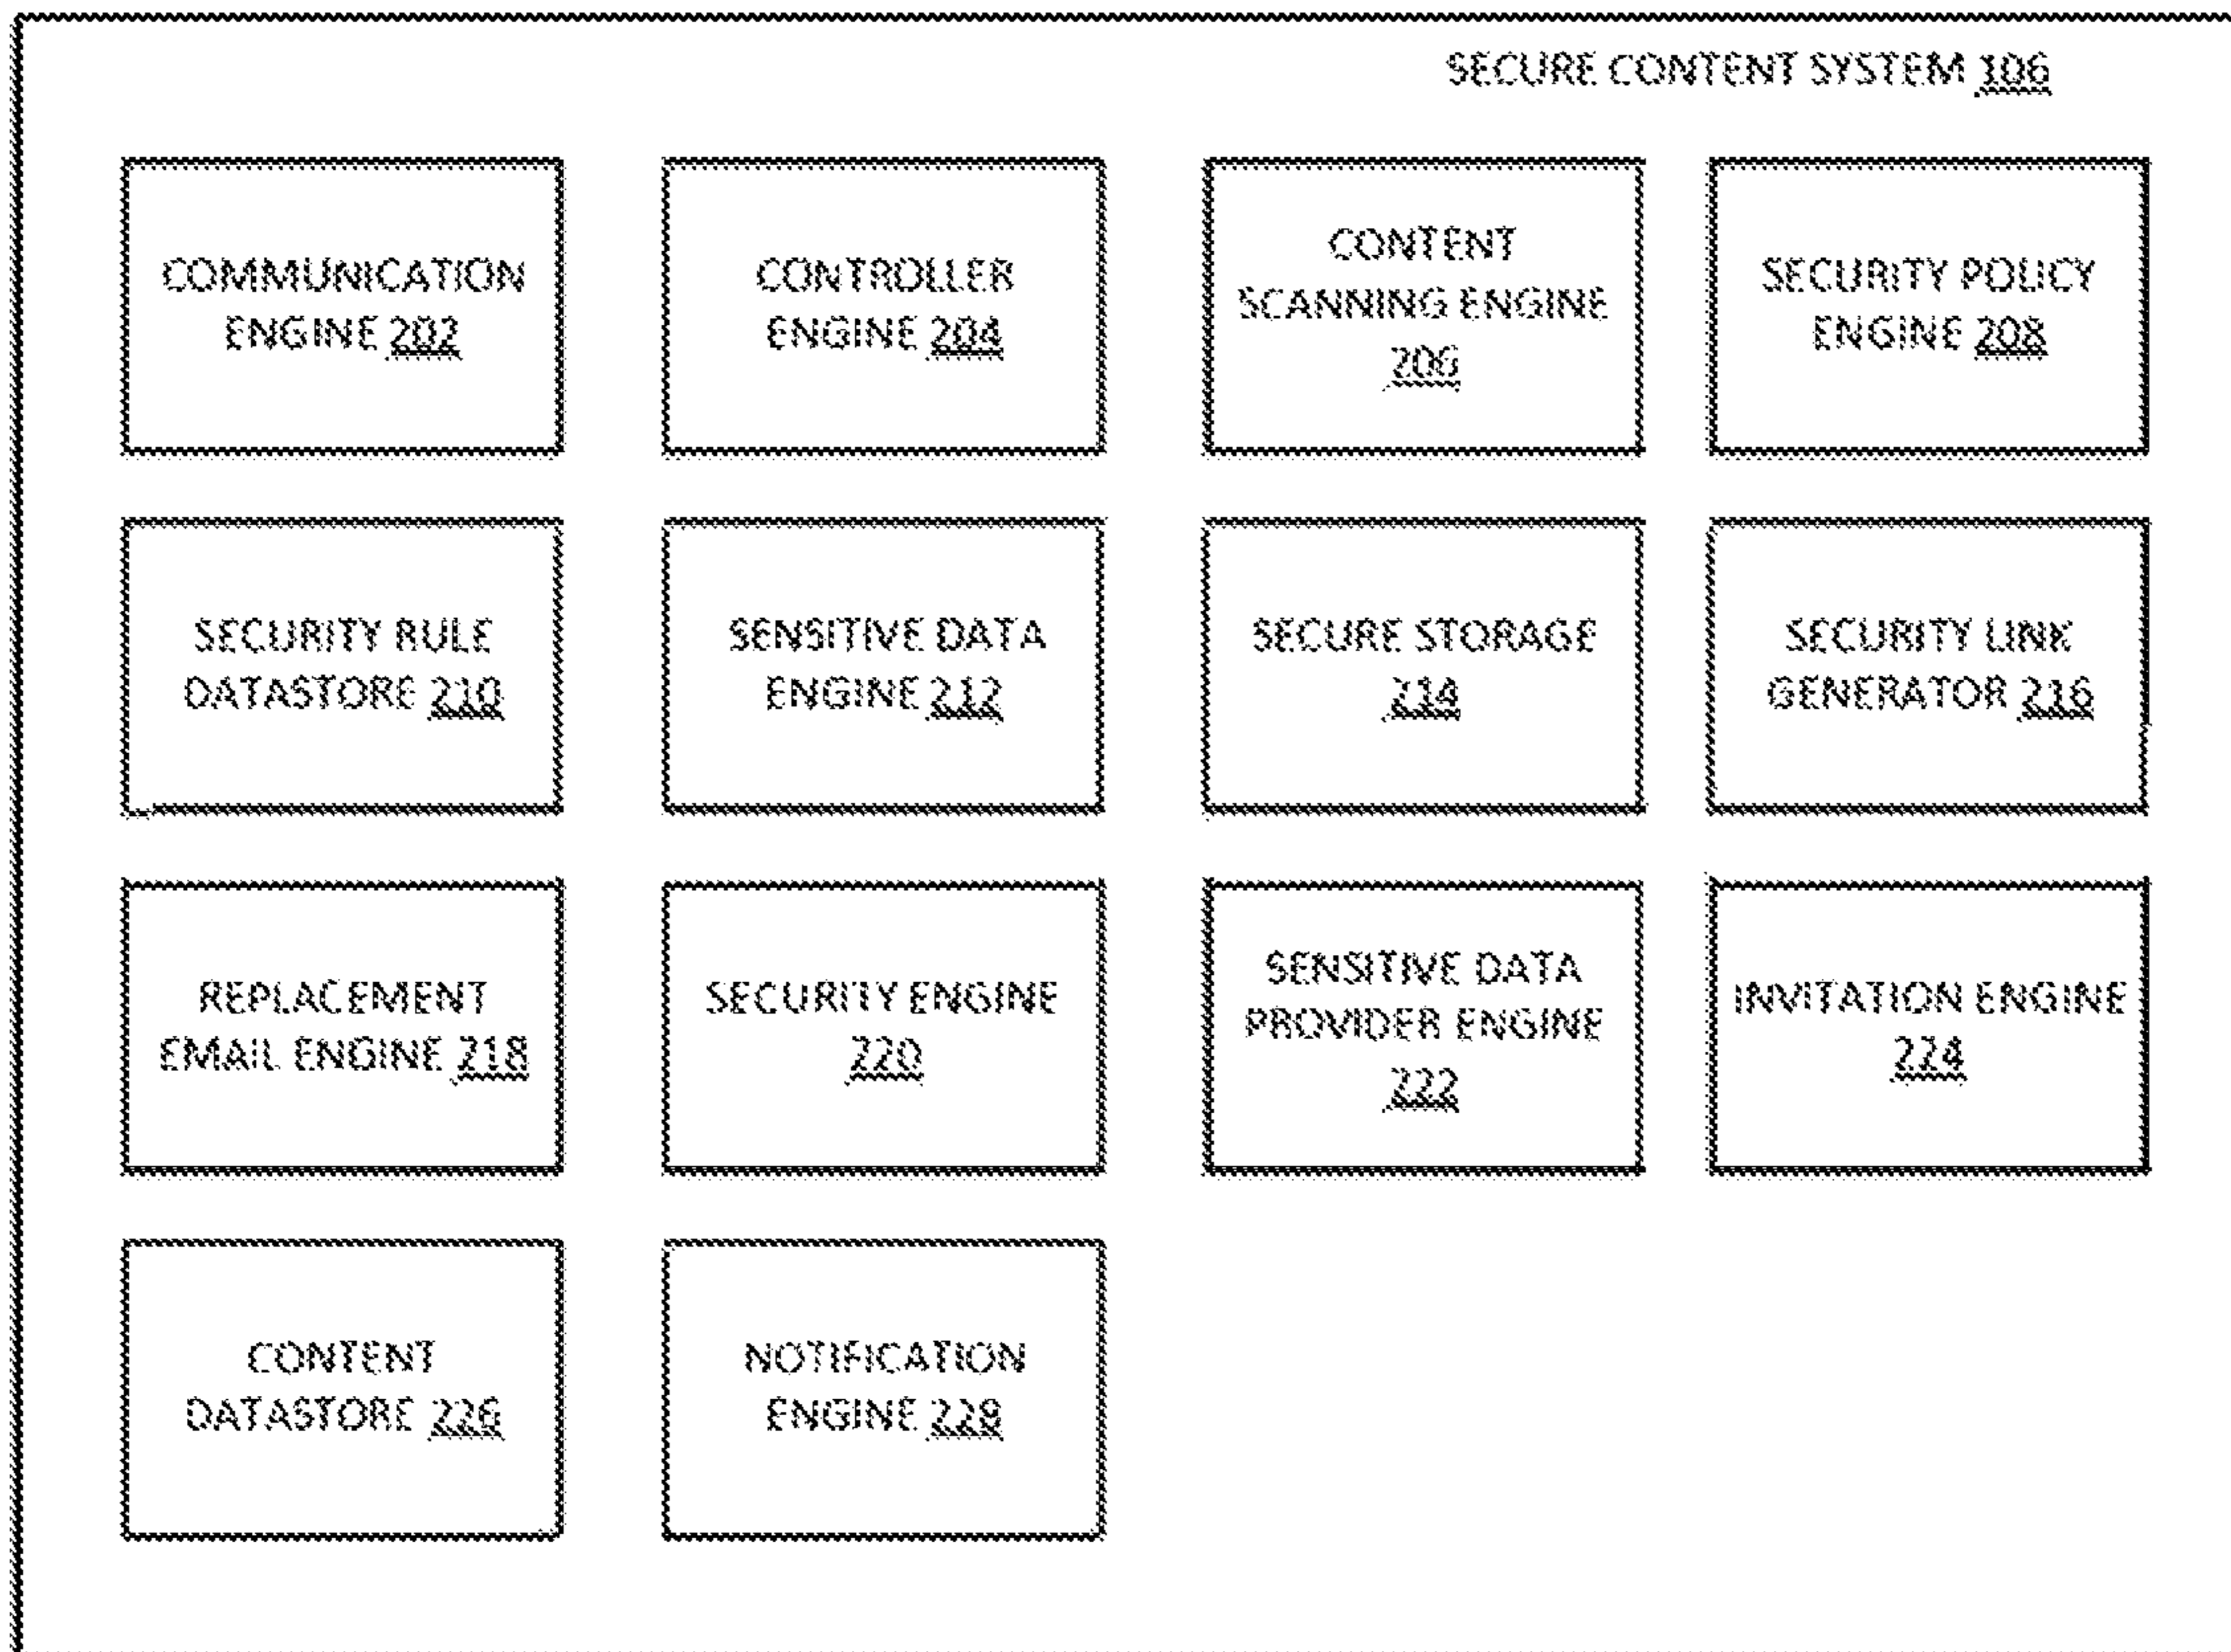 SECURE CONTENT SYSTEM 106
COMMUNICATION
ENGINE 202
CONTROLLER
ENGINE 204
CONTENT
SCANNING ENGINE
206
SECURITY POLICY
ENGINE 208
SECURITY RULE
DATASTORE 210
SENSITIVE DATA
ENGINE 212
SECURE STORAGE
214
SECURITY LINK
GENERATOR 216
REPLACEMENT
EMAIL ENGINE 218
SECURITY ENGINE
220
SENSITIVE DATA
PROVIDER ENGINE
222
INVITATION ENGINE
224
CONTENT
DATASTORE 226
NOTIFICATION
ENGINE 228